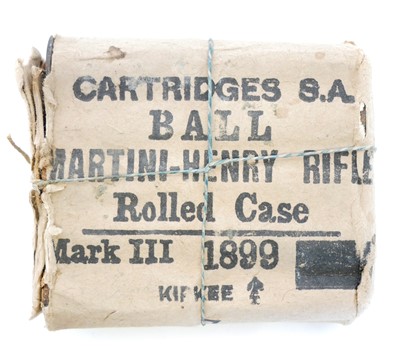 CARTRIDGES S.A.
BALL
MARTINI-HENRY RIFLE
Rolled Case
Mark III 1899
KIRKEE